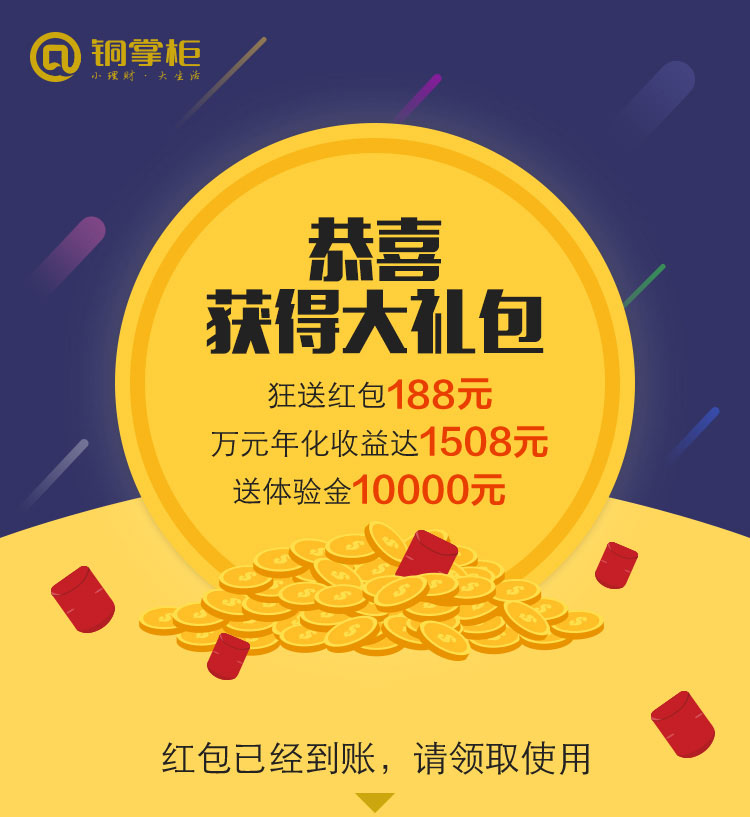 铜掌柜
小理财·大生活
恭喜
获得大礼包
狂送红包188元
万元年化收益达1508元
送体验金10000元
红包已经到账，请领取使用